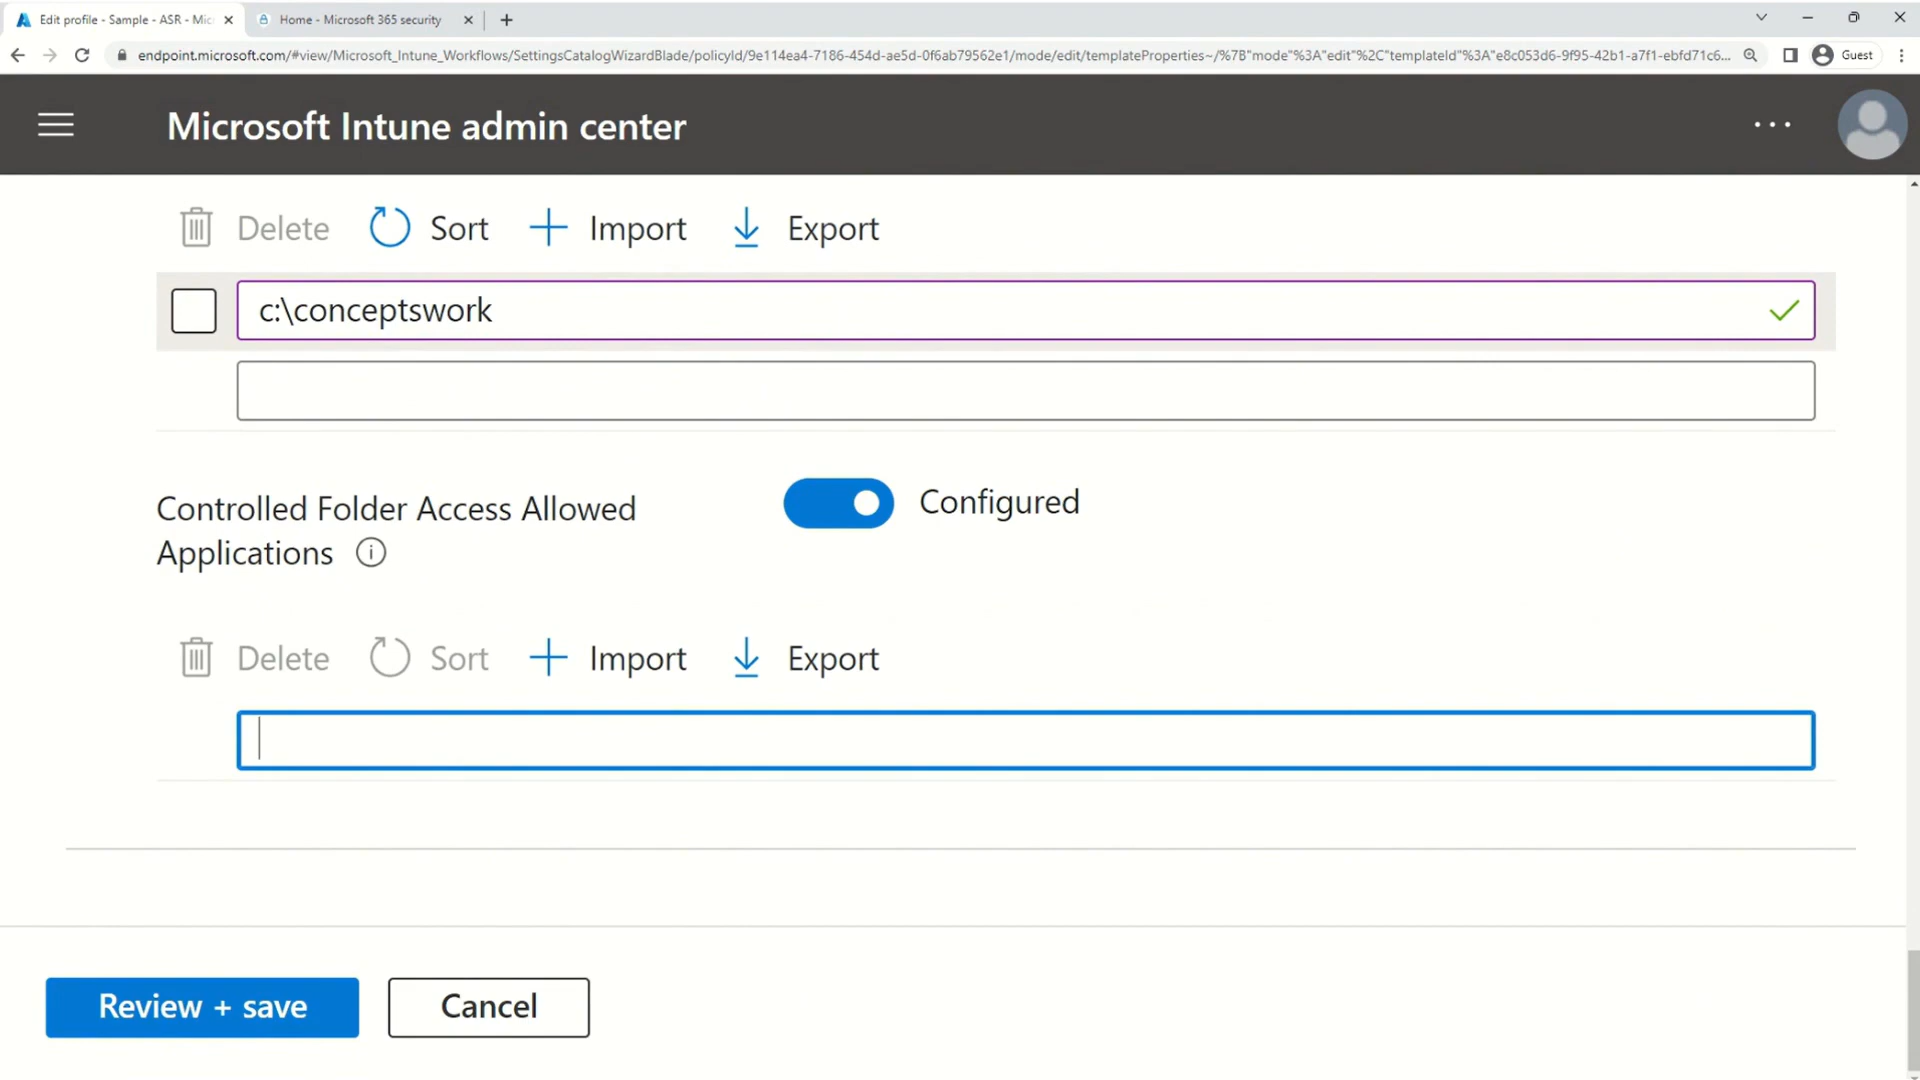 Edit profile - Sample - ASR - Mic
Home - Microsoft 365 security
endpoint.microsoft.com/#view/Microsoft_Intune_Workflows/SettingsCatalogWizardBlade/policyId/9e114ea4-7186-454d-ae5d-0f6ab79562e1/mode/edit/templateProperties~/%7B"mode"%3A"edit"%2C"templateId"%3A"e8c053d6-9f95-42b1-a7f1-ebfd71c6...
Guest
Microsoft Intune admin center
Delete Sort Import Export
c:\conceptswork
Controlled Folder Access Allowed
Applications
Configured
Delete Sort Import Export
Review + save
Cancel